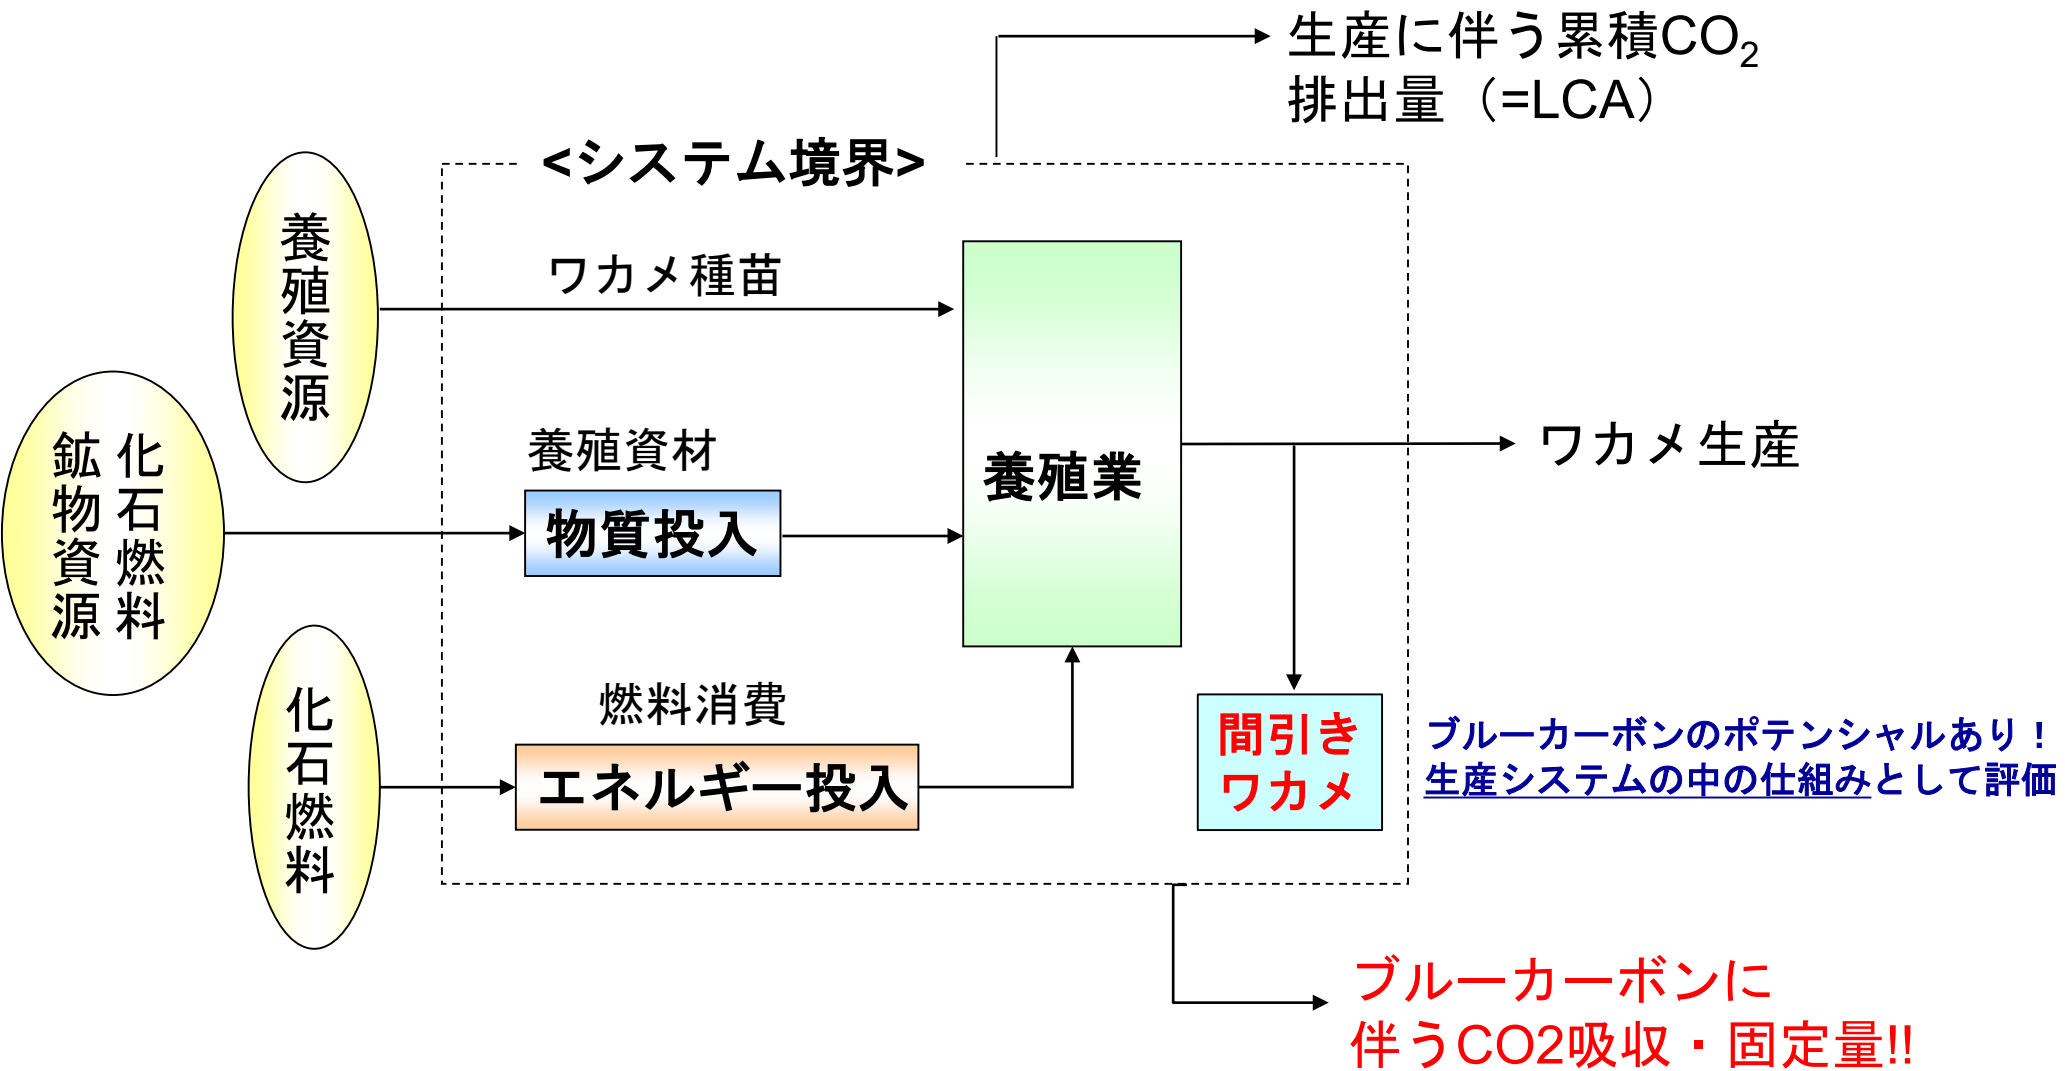 生産に伴う累積CO₂
排出量（=LCA）
<システム境界>
養殖資源
ワカメ種苗
化石燃料
鉱物資源
養殖資材
物質投入
養殖業
ワカメ生産
化石燃料
燃料消費
エネルギー投入
間引き
ワカメ
ブルーカーボンのポテンシャルあり！
生産システムの中の仕組みとして評価
ブルーカーボンに
伴うCO2吸収・固定量!!